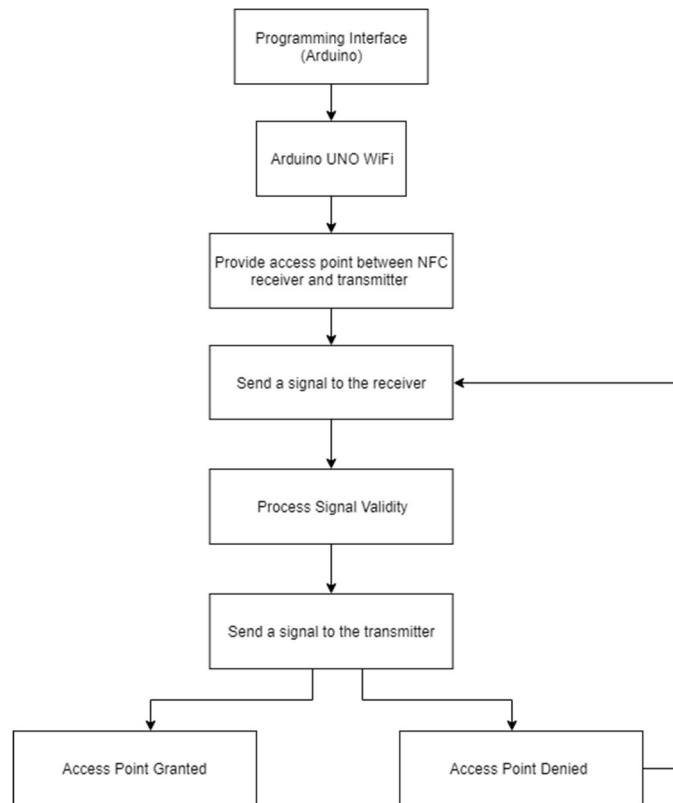 Programming Interface
(Arduino)
Arduino UNO WiFi
Provide access point between NFC
receiver and transmitter
Send a signal to the receiver
Process Signal Validity
Send a signal to the transmitter
Access Point Granted
Access Point Denied